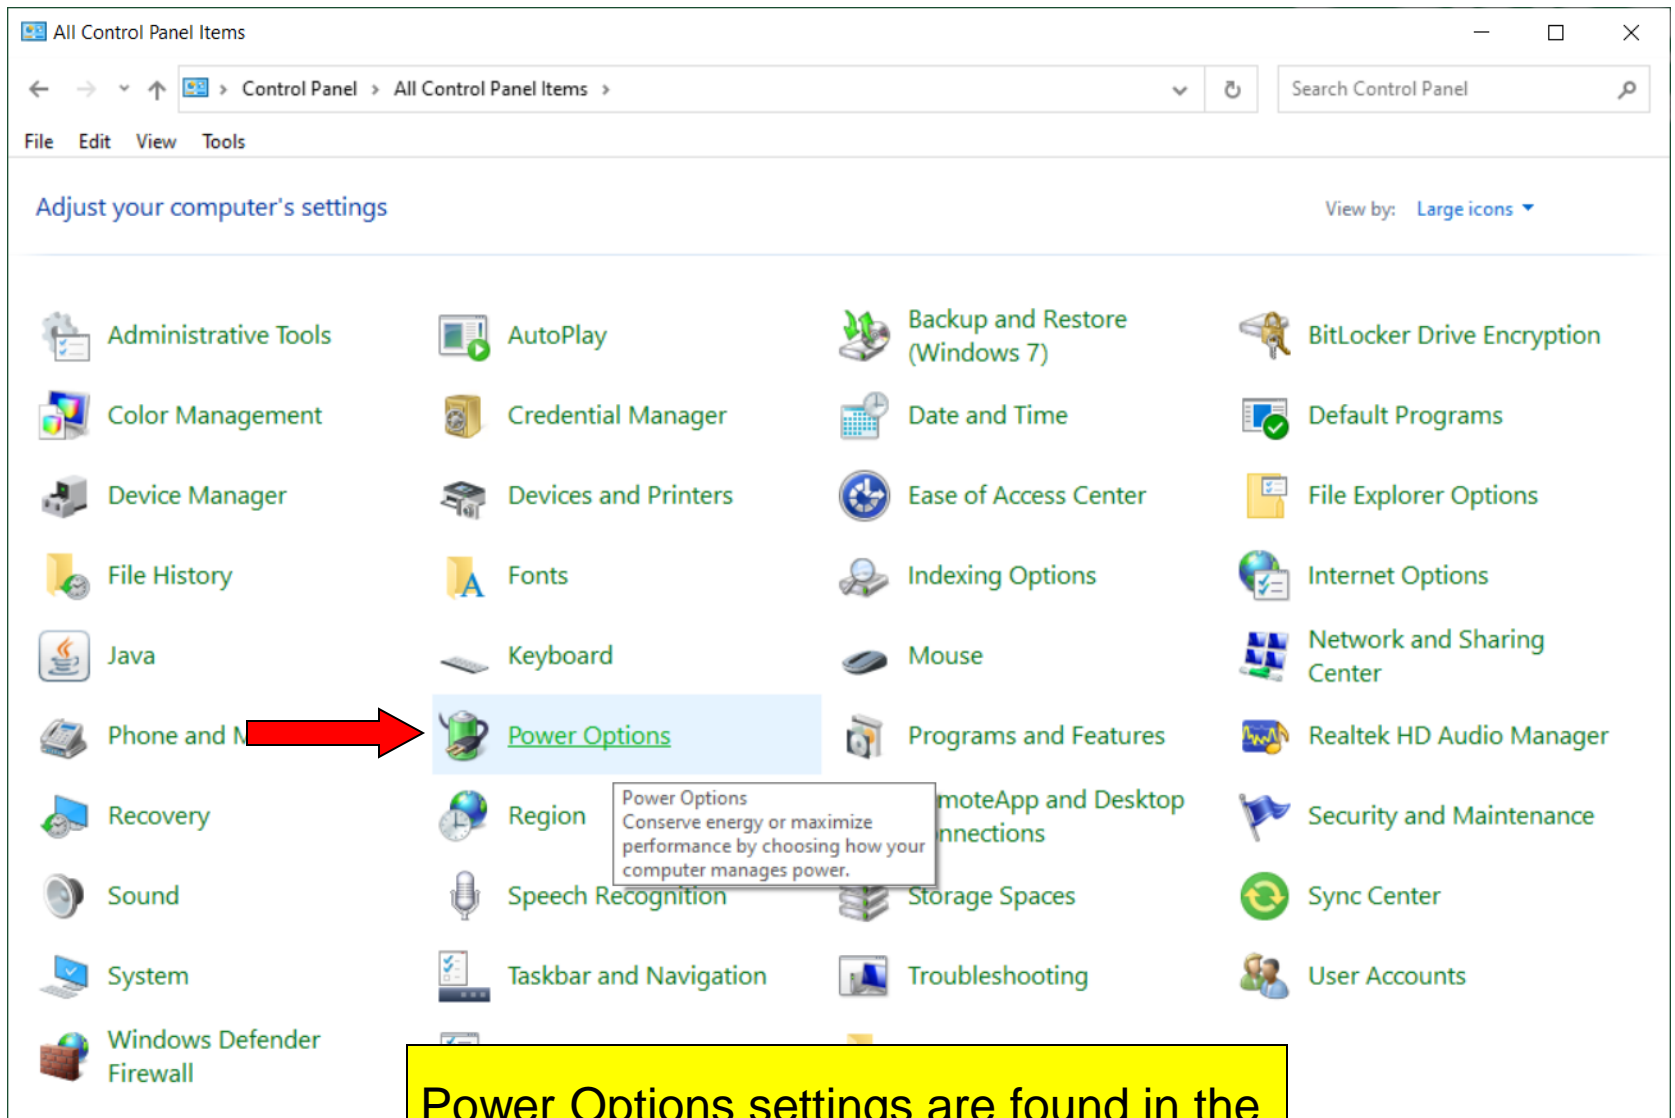 All Control Panel Items
Control Panel > All Control Panel Items >
Search Control Panel
File Edit View Tools
Adjust your computer's settings
View by: Large icons
Administrative Tools
AutoPlay
Backup and Restore
(Windows 7)
BitLocker Drive Encryption
Color Management
Credential Manager
Date and Time
Default Programs
Device Manager
Devices and Printers
Ease of Access Center
File Explorer Options
File History
Fonts
Indexing Options
Internet Options
Java
Keyboard
Mouse
Network and Sharing
Center
Phone and
Power Options
Programs and Features
Realtek HD Audio Manager
Recovery
Region
Power Options
Conserve energy or maximize
performance by choosing how your
computer manages power.
and Desktop
Security and Maintenance
Sound
Speech Recognition
Storage Spaces
Sync Center
System
Taskbar and Navigation
Troubleshooting
User Accounts
Windows Defender
Firewall
Power Options settings are found in the